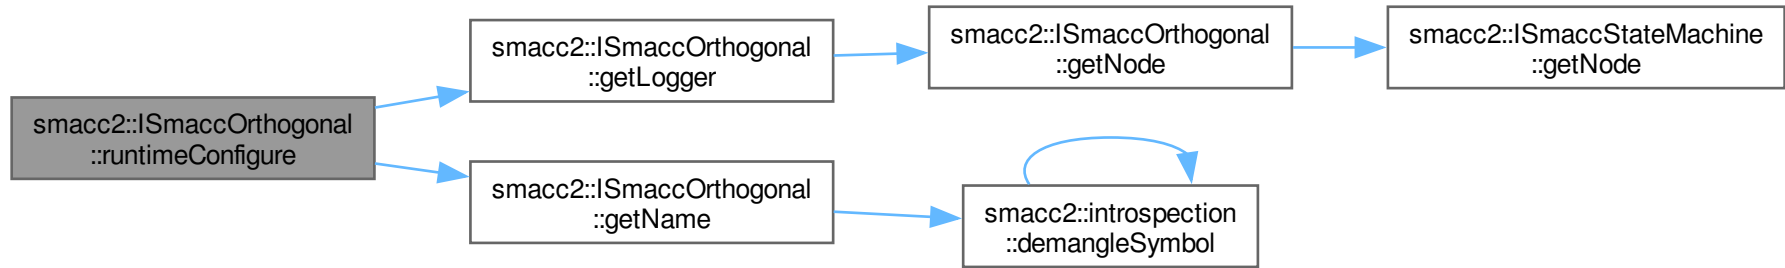 smacc2::ISmaccOrthogonal
::runtimeConfigure
smacc2::ISmaccOrthogonal
::getLogger
smacc2::ISmaccOrthogonal
::getNode
smacc2::ISmaccStateMachine
::getNode
smacc2::ISmaccOrthogonal
::getName
smacc2::introspection
::demangleSymbol